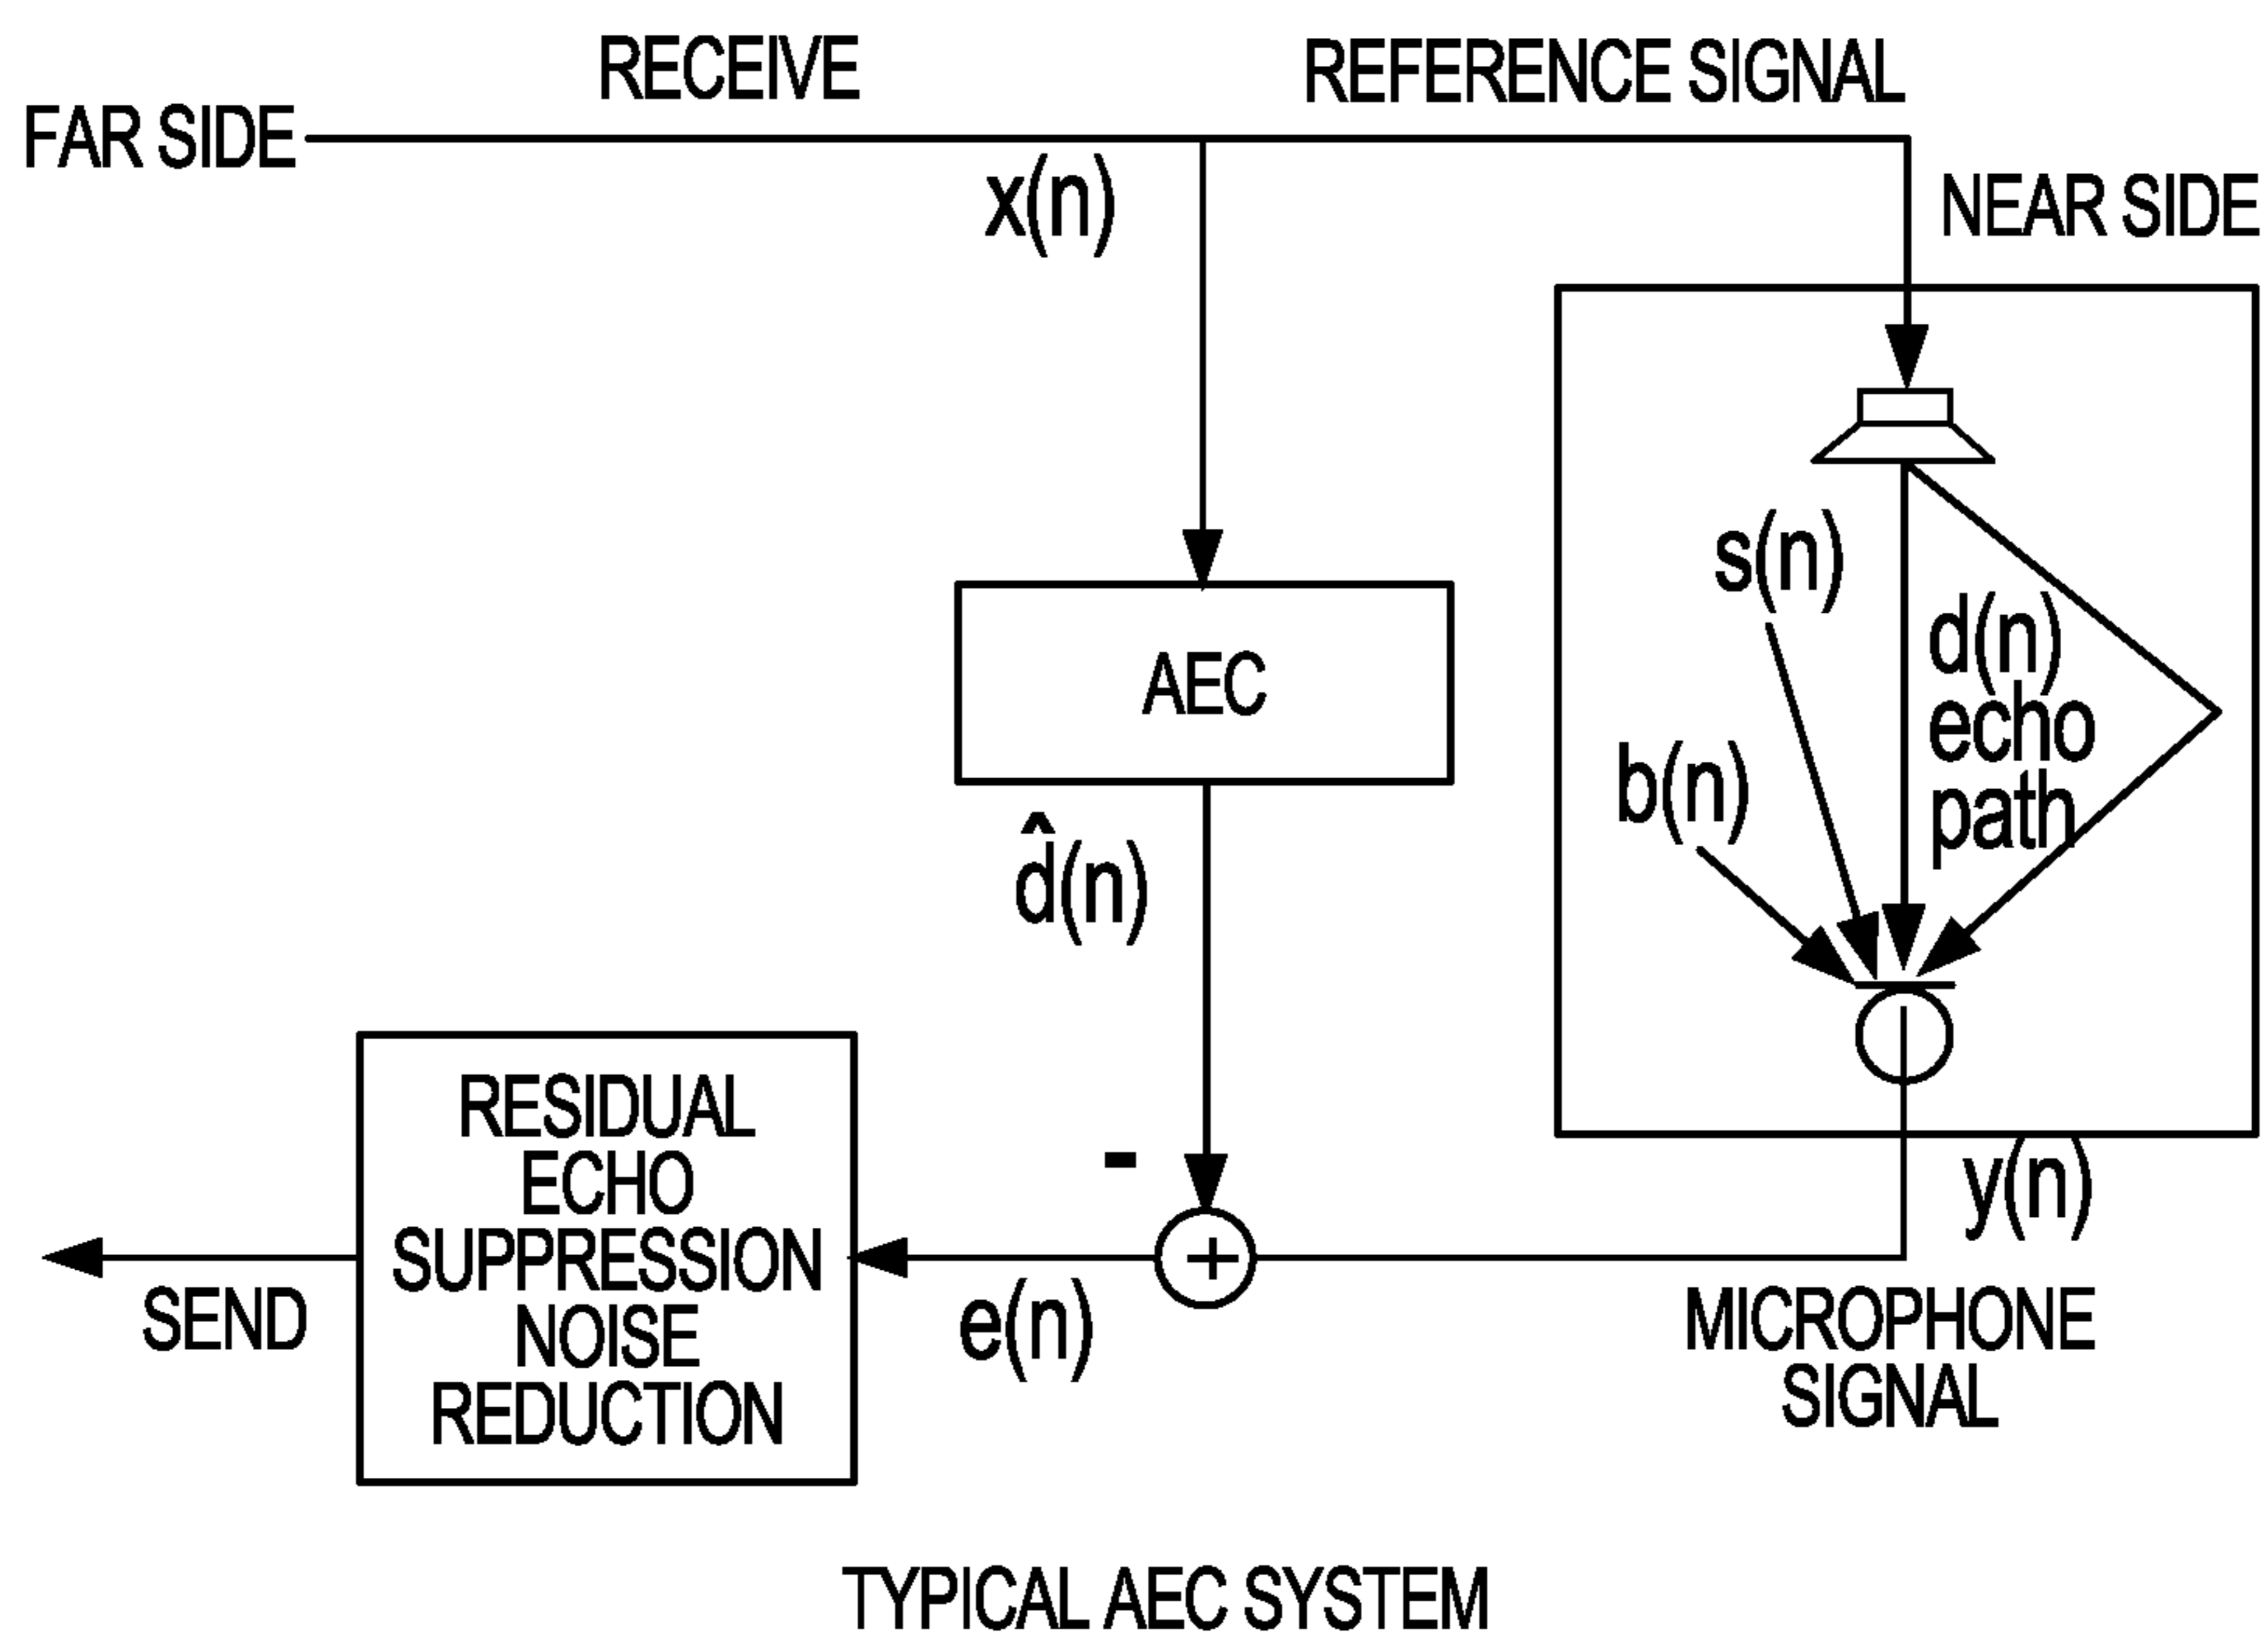 RECEIVE
REFERENCE SIGNAL
FAR SIDE
x(n)
NEAR SIDE
s(n)
d(n)
echo
path
b(n)
AEC
d̂(n)
-
+
y(n)
e(n)
RESIDUAL
ECHO
SUPPRESSION
NOISE
REDUCTION
SEND
MICROPHONE
SIGNAL
TYPICAL AEC SYSTEM